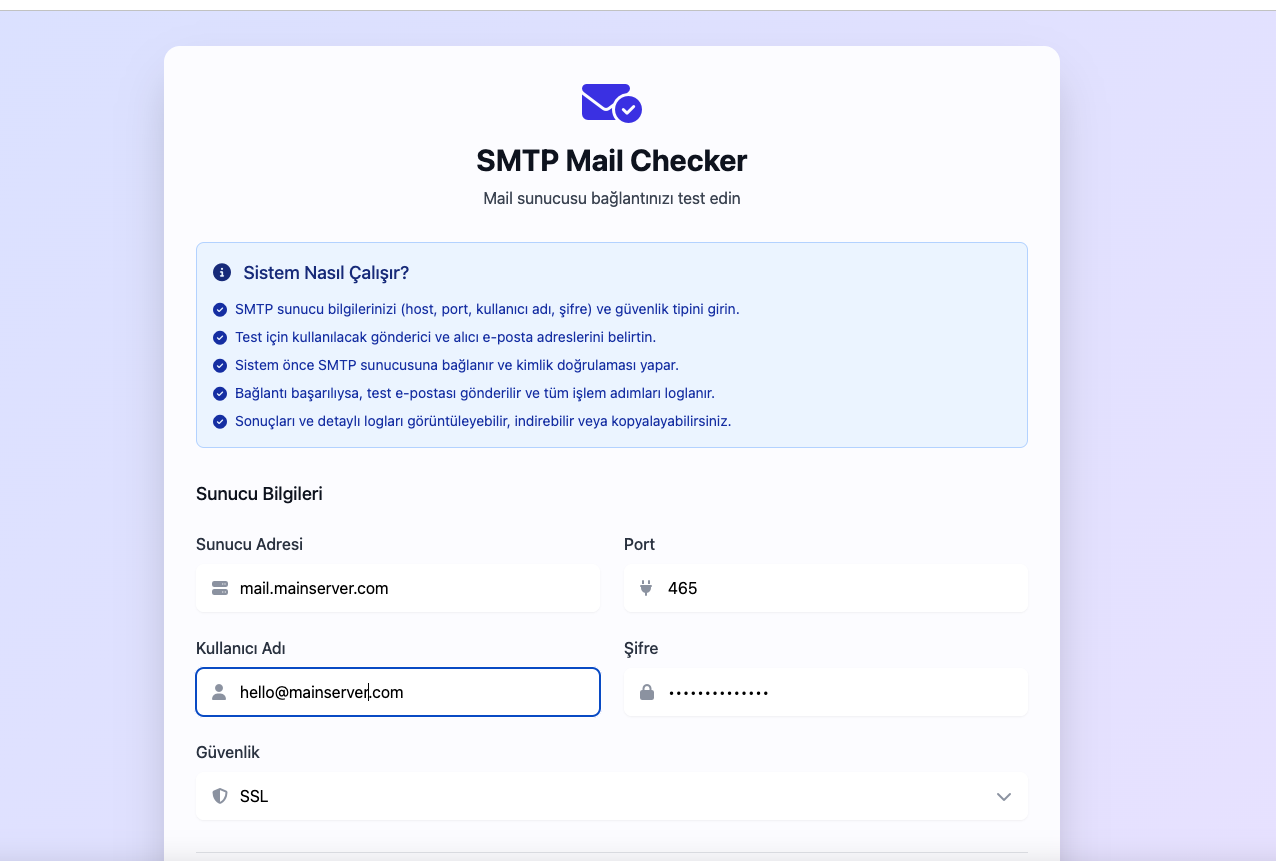 SMTP Mail Checker
Mail sunucusu bağlantınızı test edin
Sistem Nasıl Çalışır?
SMTP sunucu bilgilerinizi (host, port, kullanıcı adı, şifre) ve güvenlik tipini girin.
Test için kullanılacak gönderici ve alıcı e-posta adreslerini belirtin.
Sistem önce SMTP sunucusuna bağlanır ve kimlik doğrulaması yapar.
Bağlantı başarılıysa, test e-postası gönderilir ve tüm işlem adımları loglanır.
Sonuçları ve detaylı logları görüntüleyebilir, indirebilir veya kopyalayabilirsiniz.
Sunucu Bilgileri
Sunucu Adresi
mail.mainserver.com
Port
465
Kullanıcı Adı
hello@mainserver.com
Şifre
••••••••••••••
Güvenlik
SSL